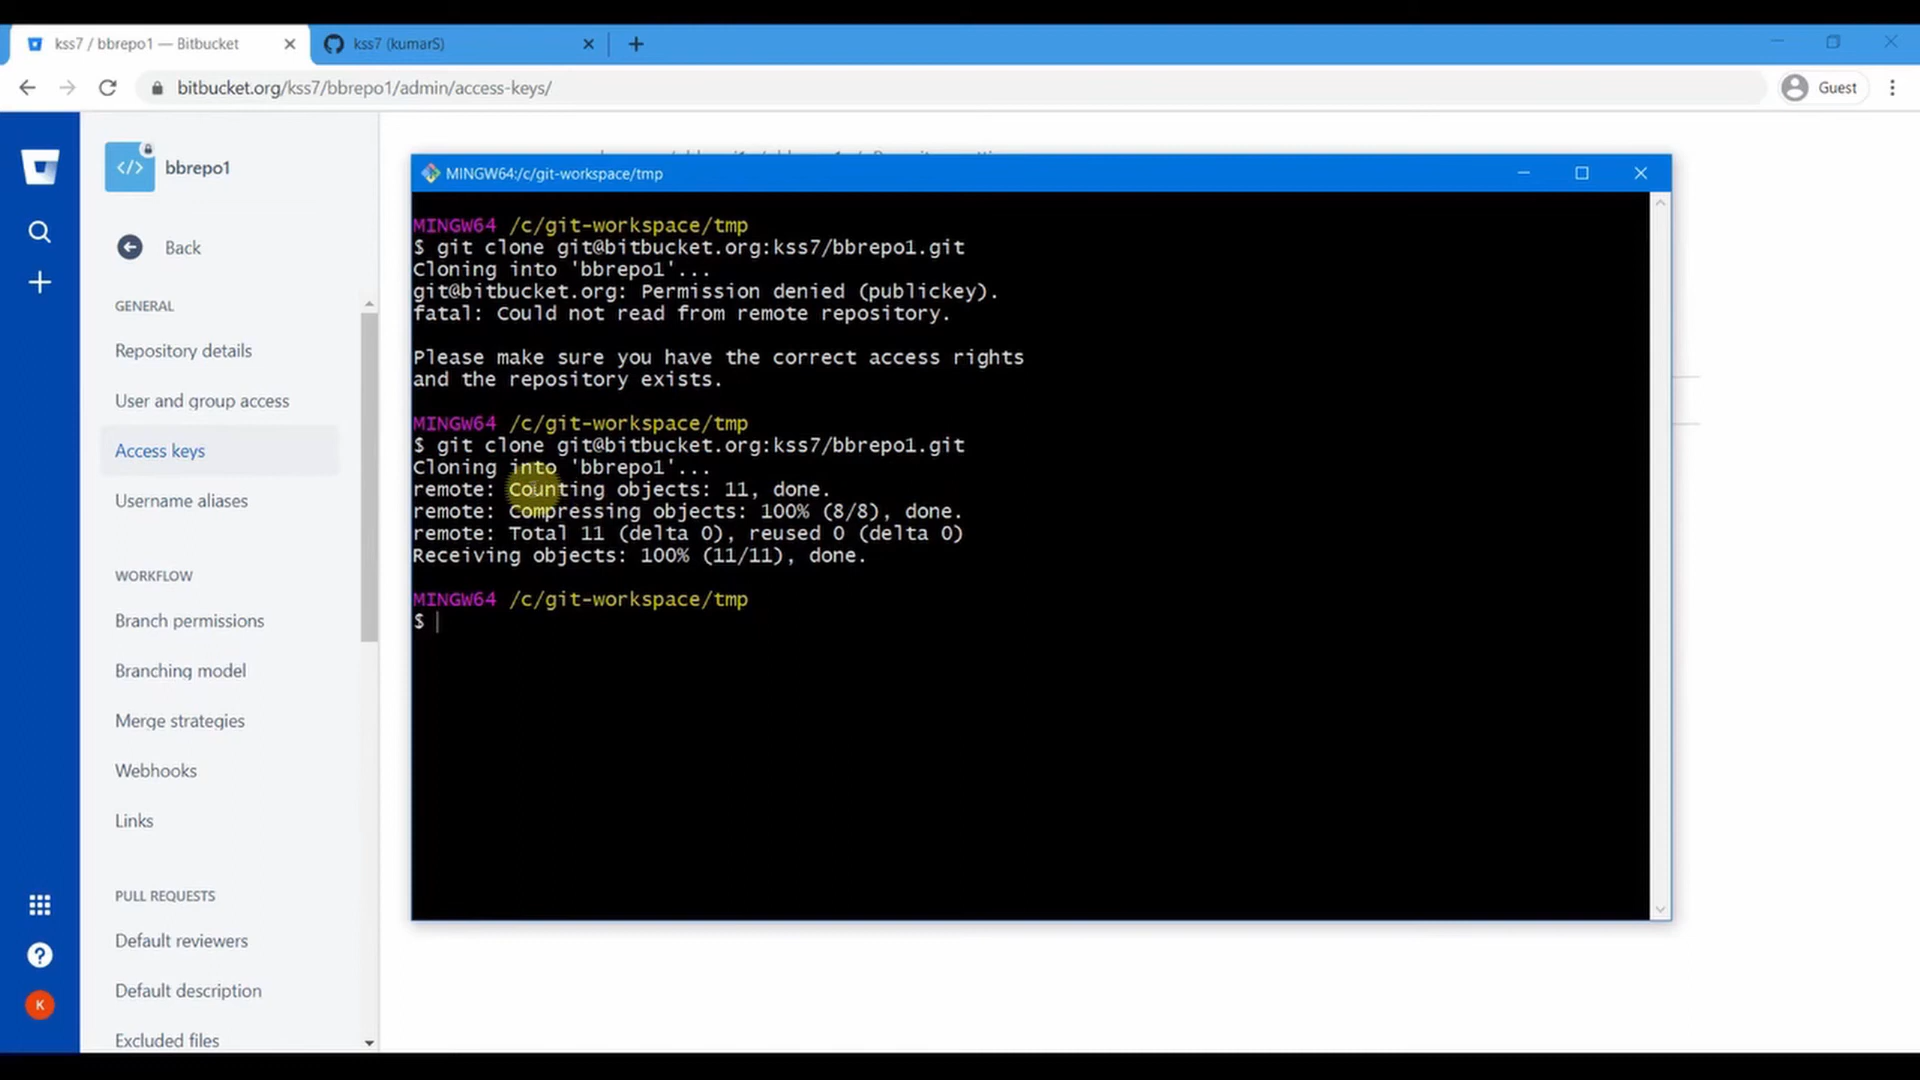 kss7 / bbrepo1 — Bitbucket
kss7 (kumarS)
bitbucket.org/kss7/bbrepo1/admin/access-keys/
Guest
bbrepo1
Back
GENERAL
Repository details
User and group access
Access keys
Username aliases
WORKFLOW
Branch permissions
Branching model
Merge strategies
Webhooks
Links
PULL REQUESTS
Default reviewers
Default description
Excluded files
K
MINGW64:/c/git-workspace/tmp
MINGW64 /c/git-workspace/tmp
$ git clone git@bitbucket.org:kss7/bbrepo1.git
Cloning into 'bbrepo1'...
git@bitbucket.org: Permission denied (publickey).
fatal: Could not read from remote repository.
Please make sure you have the correct access rights
and the repository exists.
MINGW64 /c/git-workspace/tmp
$ git clone git@bitbucket.org:kss7/bbrepo1.git
Cloning into 'bbrepo1'...
remote: Counting objects: 11, done.
remote: Compressing objects: 100% (8/8), done.
remote: Total 11 (delta 0), reused 0 (delta 0)
Receiving objects: 100% (11/11), done.
MINGW64 /c/git-workspace/tmp
$